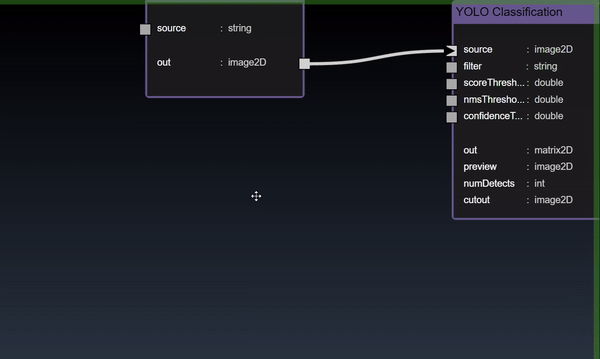 YOLO Classification
source : string
out : image2D
source : image2D
filter : string
scoreThresh... : double
nmsThresho... : double
confidenceT... : double
out : matrix2D
preview : image2D
numDetects : int
cutout : image2D